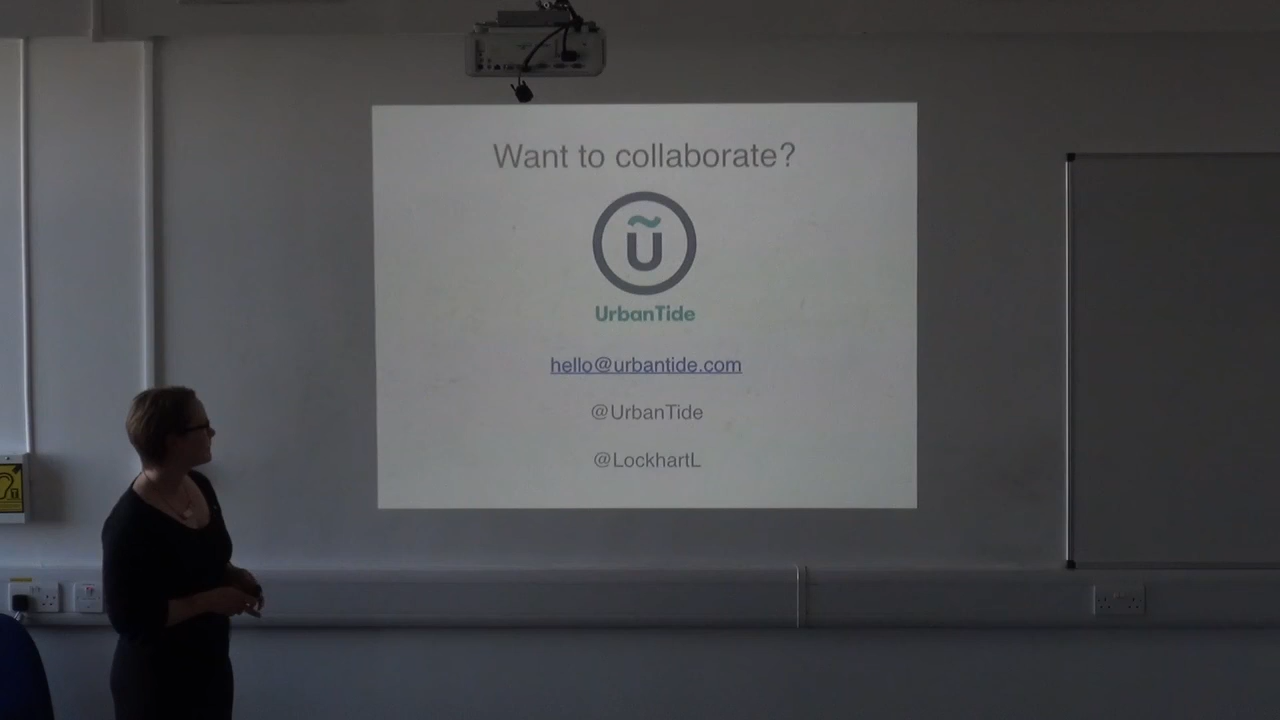 Want to collaborate?
ũ
UrbanTide
hello@urbantide.com
@UrbanTide
@LockhartL